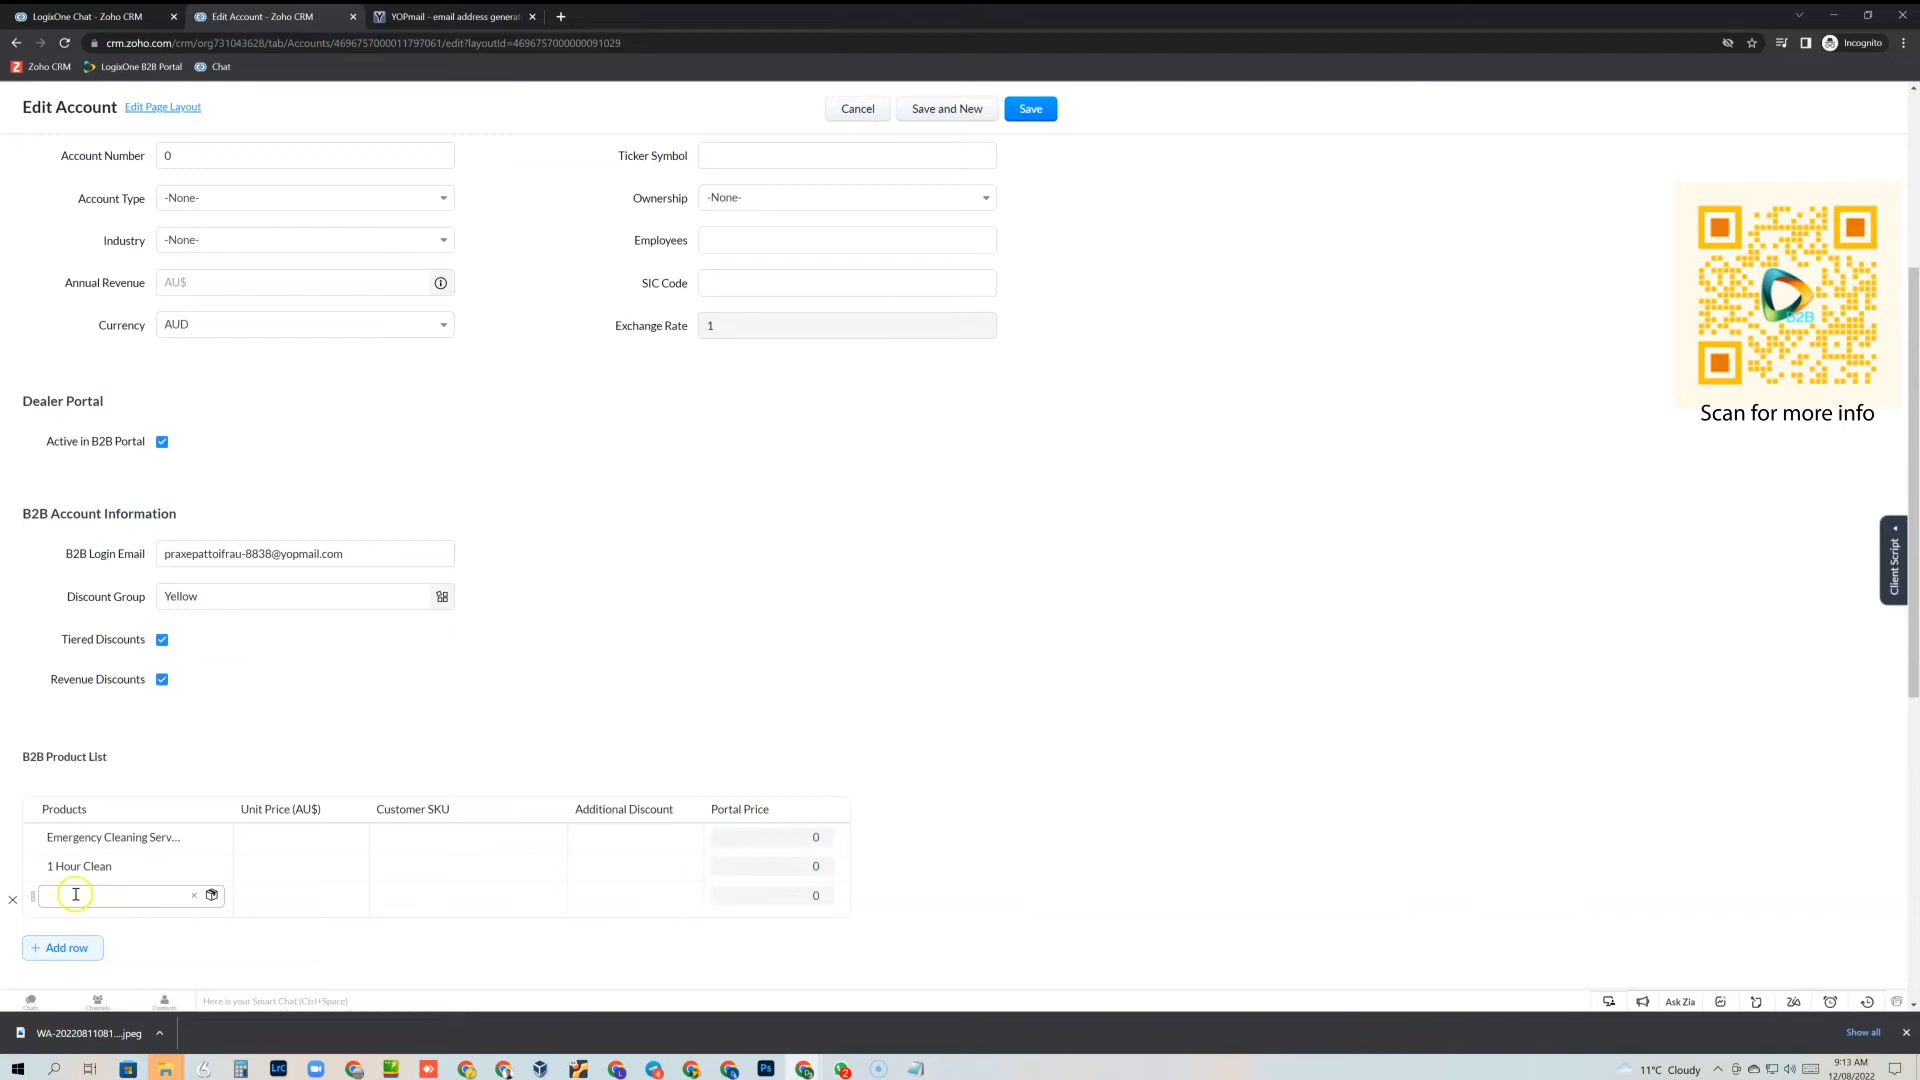 LogixOne Chat - Zoho CRM
Edit Account - Zoho CRM
YOPmail - email address generat
crm.zoho.com/crm/org731043628/tab/Accounts/4696757000011797061/edit?layoutId=4696757000000091029
Incognito
Zoho CRM
LogixOne B2B Portal
Chat
Edit Account
Edit Page Layout
Cancel
Save and New
Save
Account Number
0
Ticker Symbol
Account Type
-None-
Ownership
-None-
Industry
-None-
Employees
Annual Revenue
AU$
SIC Code
Currency
AUD
Exchange Rate
1
B2B
Scan for more info
Dealer Portal
Active in B2B Portal
B2B Account Information
B2B Login Email
praxepattoifrau-8838@yopmail.com
Discount Group
Yellow
Tiered Discounts
Revenue Discounts
Client Script
B2B Product List
Products
Unit Price (AU$)
Customer SKU
Additional Discount
Portal Price
Emergency Cleaning Serv...
0
1 Hour Clean
0
0
+ Add row
Chats
Channels
Contacts
Here is your Smart Chat (Ctrl+Space)
Ask Zia
WA-20220811081....jpeg
Show all
LrC
Ps
2
11°C Cloudy
9:13 AM
12/08/2022